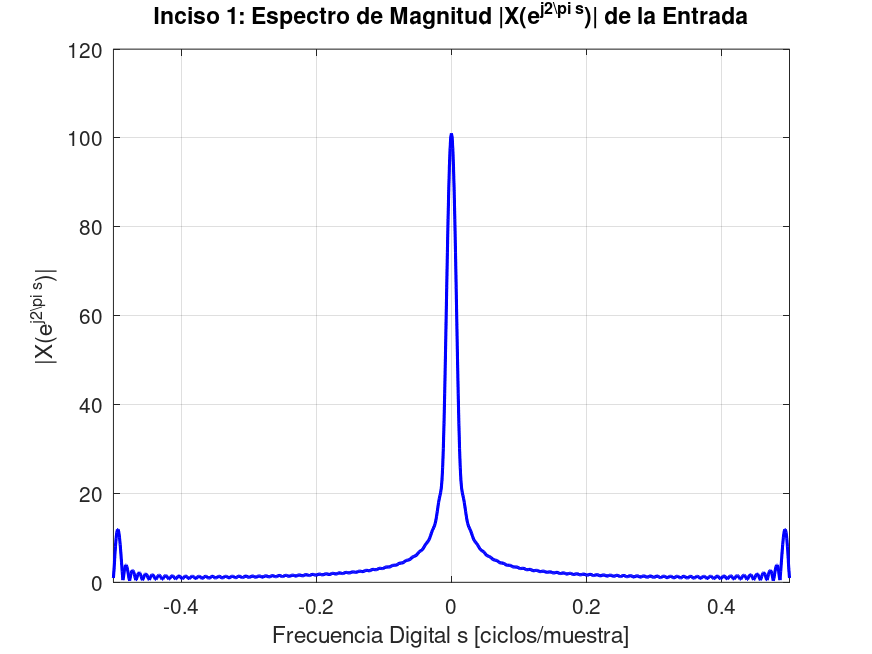 Inciso 1: Espectro de Magnitud |X(e^j2\pi s)| de la Entrada
|X(e^j2\pi s)|
120
100
80
60
40
20
0
-0.4 -0.2 0 0.2 0.4
Frecuencia Digital s [ciclos/muestra]